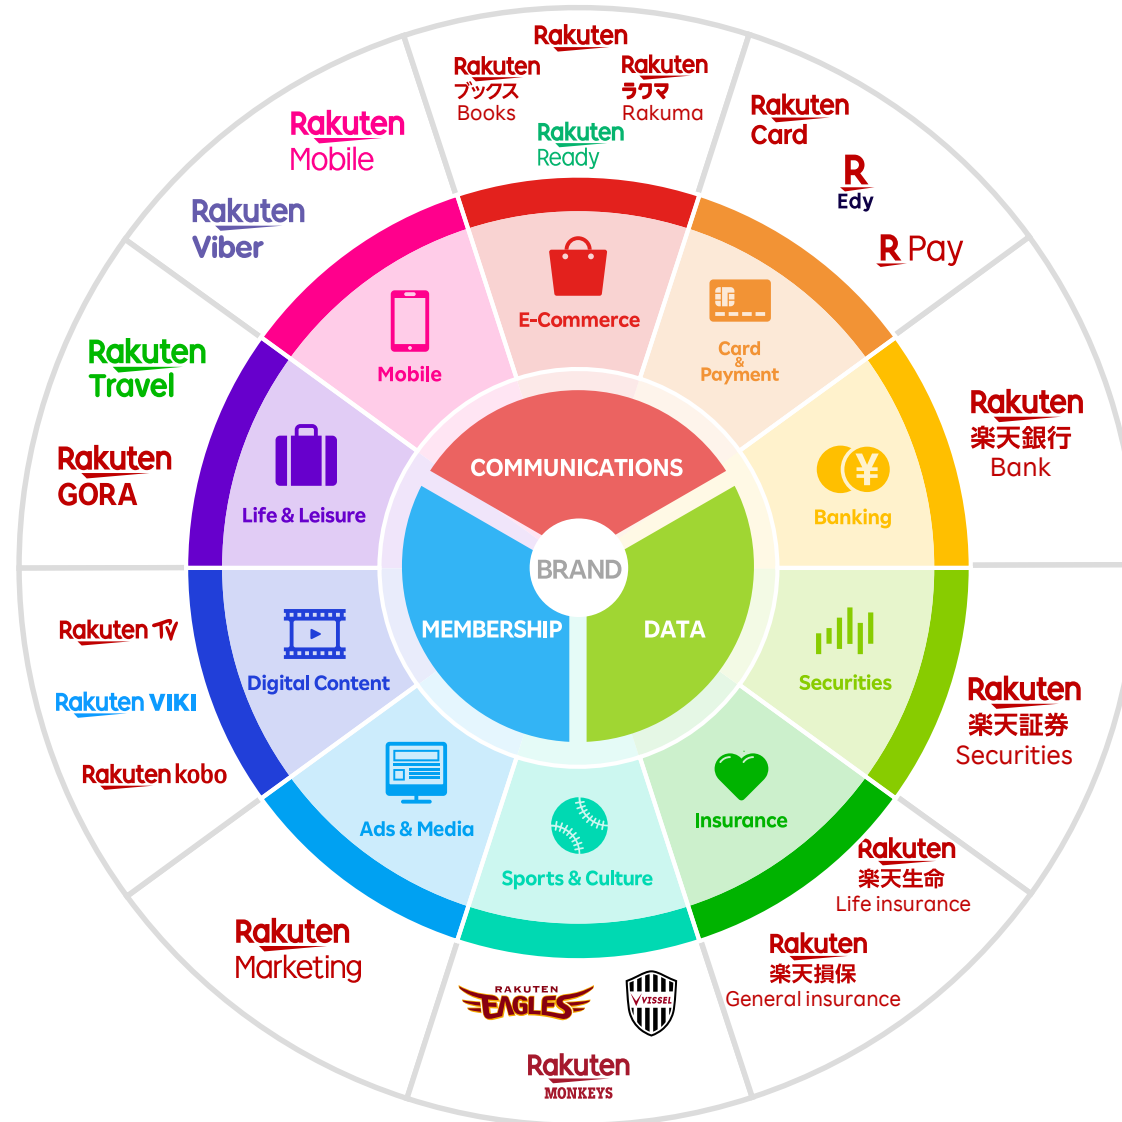 Rakuten
Rakuten
ブックス
Books
Rakuten
ラクマ
Rakuma
Rakuten
Ready
Rakuten
Card
R
Edy
R Pay
Rakuten
楽天銀行
Bank
Rakuten
楽天証券
Securities
Rakuten
楽天生命
Life insurance
Rakuten
楽天損保
General insurance
RAKUTEN
EAGLES
VISSEL
Rakuten
MONKEYS
Rakuten
Marketing
Rakuten TV
Rakuten VIKI
Rakuten kobo
Rakuten
Travel
Rakuten
GORA
Rakuten
Mobile
Rakuten
Viber
E-Commerce
Card
&
Payment
¥
Banking
Securities
Insurance
Sports & Culture
Ads & Media
Digital Content
Life & Leisure
Mobile
COMMUNICATIONS
BRAND
MEMBERSHIP
DATA